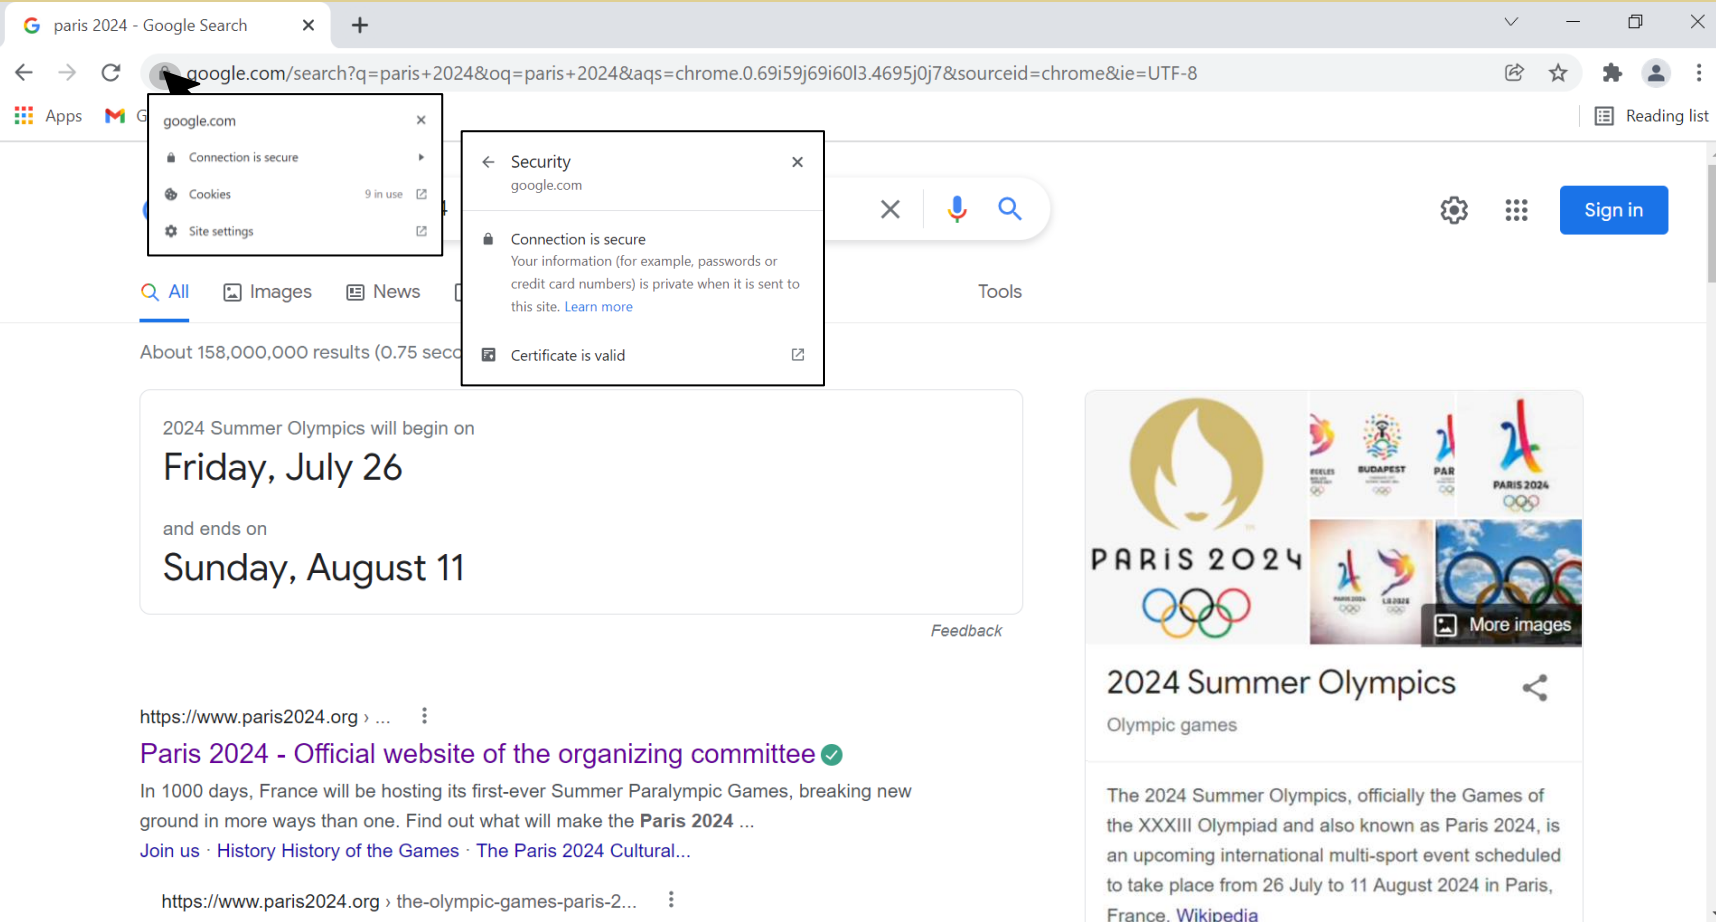 paris 2024 - Google Search
google.com/search?q=paris+2024&oq=paris+2024&aqs=chrome.0.69i59j69i60l3.4695j0j7&sourceid=chrome&ie=UTF-8
Apps
G
Reading list
google.com
Connection is secure
Cookies 9 in use
Site settings
Security
google.com
Connection is secure
Your information (for example, passwords or
credit card numbers) is private when it is sent to
this site. Learn more
Certificate is valid
4
Sign in
All Images News Tools
About 158,000,000 results (0.75 seco
2024 Summer Olympics will begin on
Friday, July 26
and ends on
Sunday, August 11
Feedback
https://www.paris2024.org › ...
Paris 2024 - Official website of the organizing committee
In 1000 days, France will be hosting its first-ever Summer Paralympic Games, breaking new
ground in more ways than one. Find out what will make the Paris 2024 ...
Join us · History History of the Games · The Paris 2024 Cultural...
https://www.paris2024.org › the-olympic-games-paris-2...
PARiS 2024
BUDAPEST
PAR
PARIS 2024
More images
2024 Summer Olympics
Olympic games
The 2024 Summer Olympics, officially the Games of
the XXXIII Olympiad and also known as Paris 2024, is
an upcoming international multi-sport event scheduled
to take place from 26 July to 11 August 2024 in Paris,
France. Wikipedia